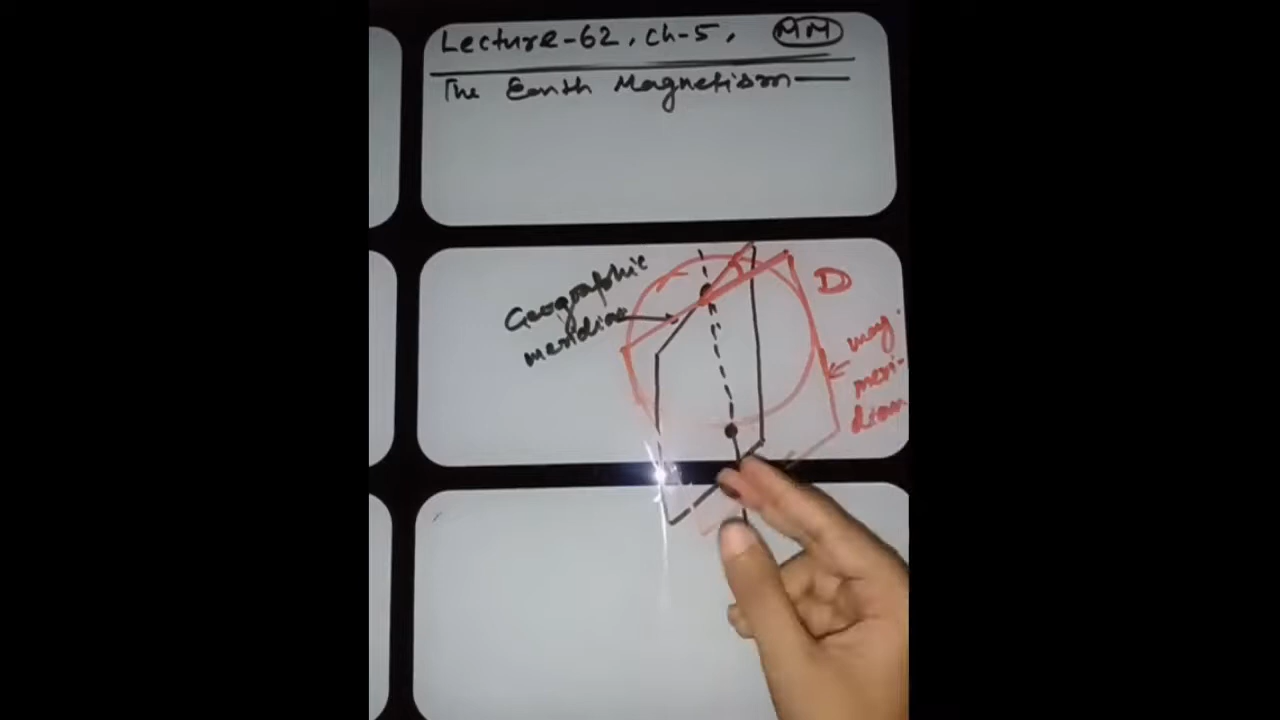 Lecture-62, Ch-5, MM
The Earth Magnetism
Geographic
meridian
D
mag.
meri-
dian